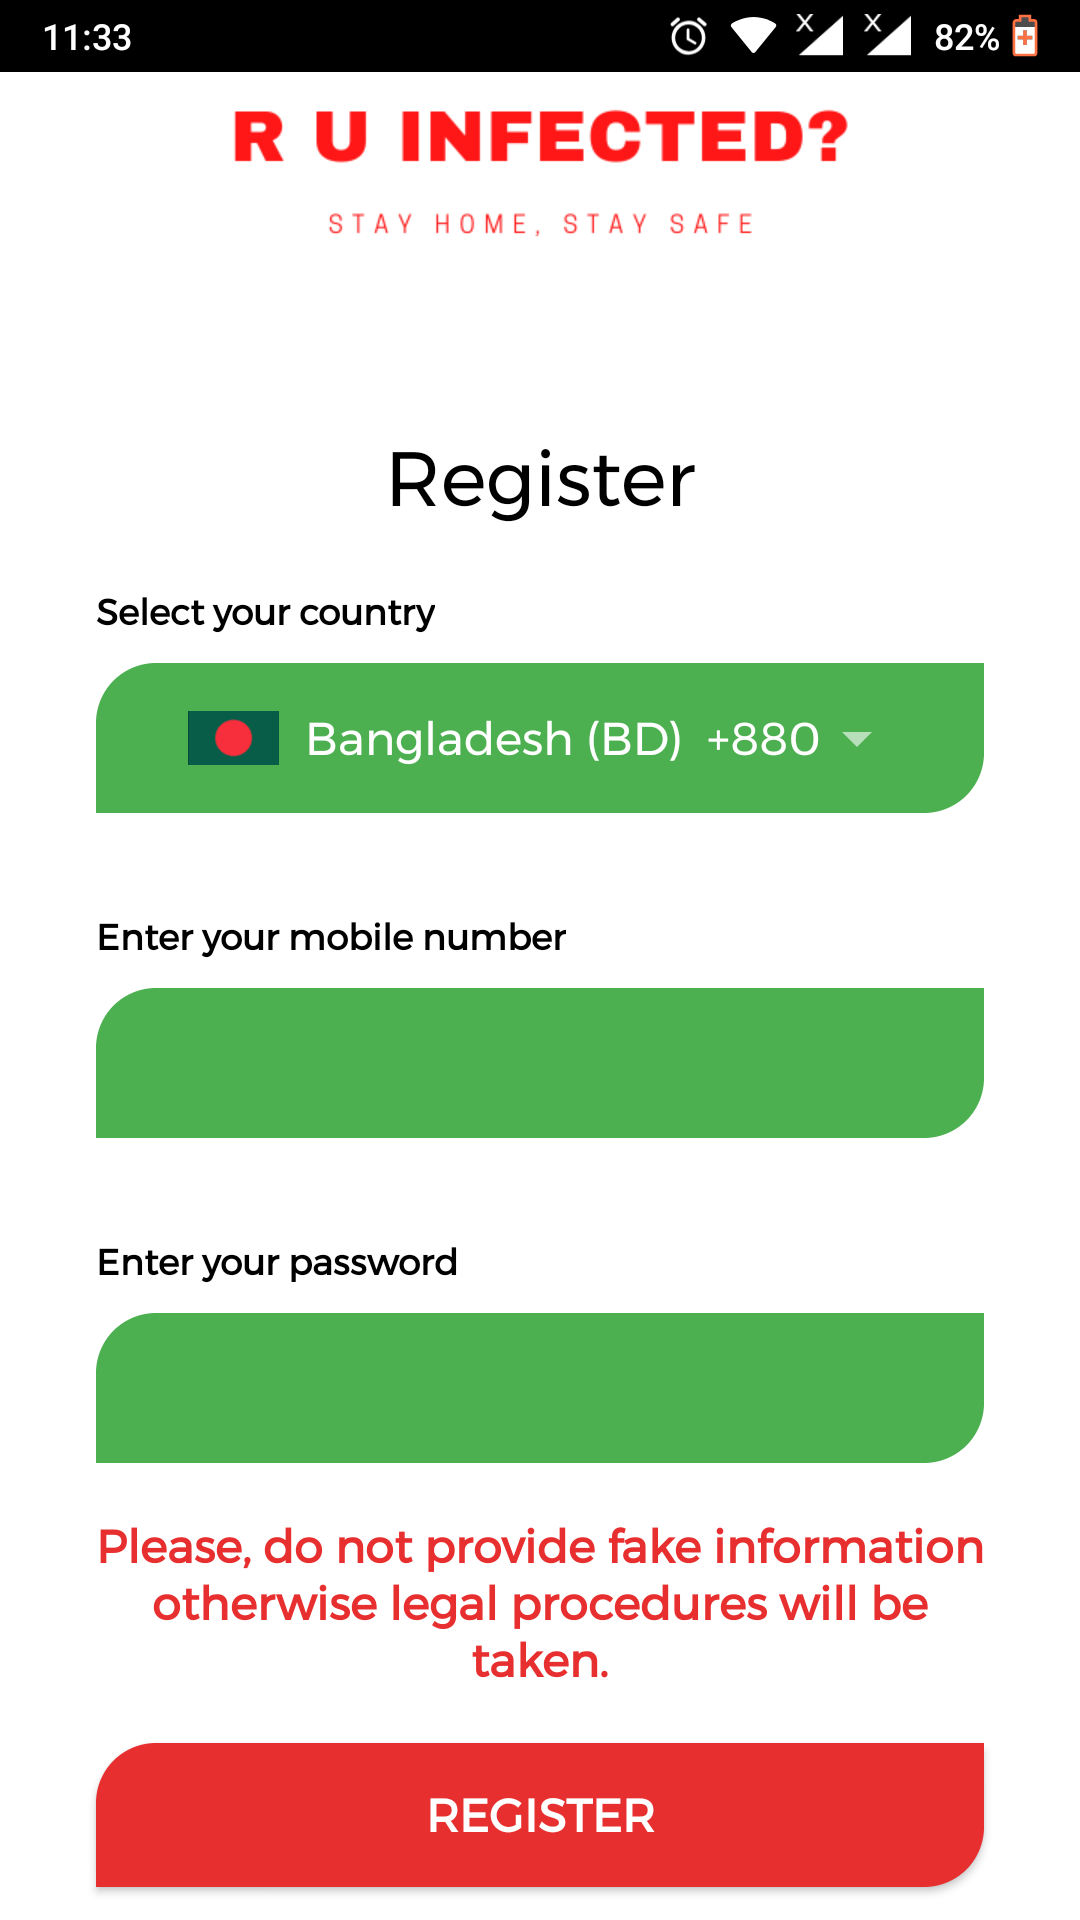 11:33
82%
R U INFECTED?
STAY HOME, STAY SAFE
Register
Select your country
Bangladesh (BD) +880
Enter your mobile number
Enter your password
Please, do not provide fake information
otherwise legal procedures will be
taken.
REGISTER